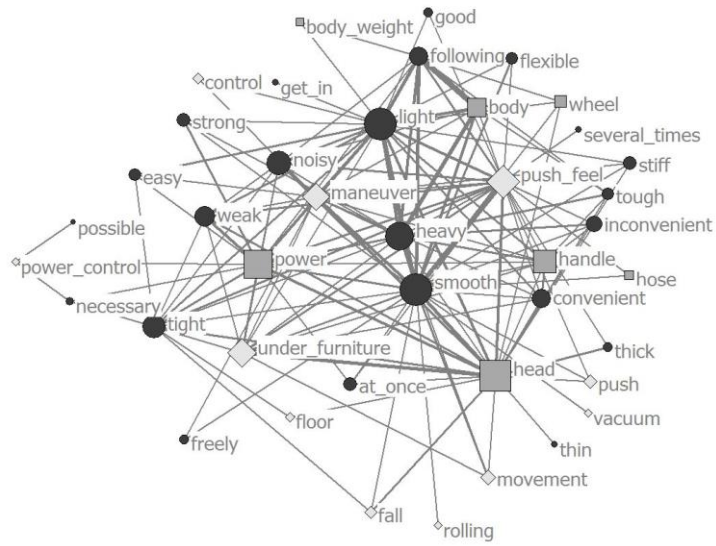 good
body_weight
following
flexible
control
get_in
light
body
wheel
strong
several_times
noisy
stiff
easy
maneuver
push_feel
tough
weak
inconvenient
possible
heavy
power_control
power
handle
hose
necessary
smooth
convenient
tight
under_furniture
head
thick
at_once
push
floor
vacuum
freely
thin
movement
fall
rolling